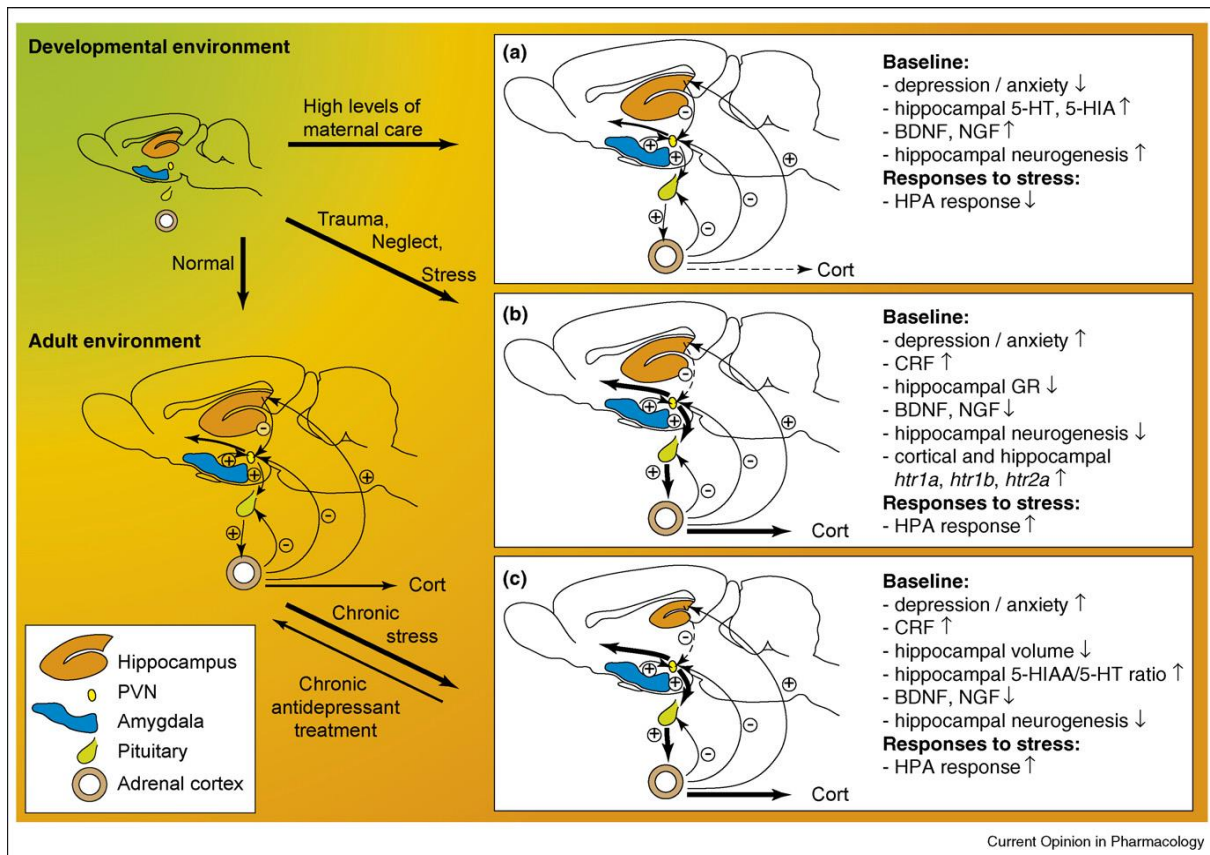 Developmental environment
High levels of
maternal care
Trauma,
Neglect,
Stress
Normal
Adult environment
−
+
+
+
−
−
+
Cort
Chronic
stress
Chronic
antidepressant
treatment
Hippocampus
PVN
Amygdala
Pituitary
Adrenal cortex
(a)
−
+
+
+
−
−
+
Cort
Baseline:
- depression / anxiety ↓
- hippocampal 5-HT, 5-HIA ↑
- BDNF, NGF ↑
- hippocampal neurogenesis ↑
Responses to stress:
- HPA response ↓
(b)
−
+
+
+
−
−
+
Cort
Baseline:
- depression / anxiety ↑
- CRF ↑
- hippocampal GR ↓
- BDNF, NGF ↓
- hippocampal neurogenesis ↓
- cortical and hippocampal
htr1a, htr1b, htr2a ↑
Responses to stress:
- HPA response ↑
(c)
−
+
+
+
−
−
+
Cort
Baseline:
- depression / anxiety ↑
- CRF ↑
- hippocampal volume ↓
- hippocampal 5-HIAA/5-HT ratio ↑
- BDNF, NGF ↓
- hippocampal neurogenesis ↓
Responses to stress:
- HPA response ↑
Current Opinion in Pharmacology